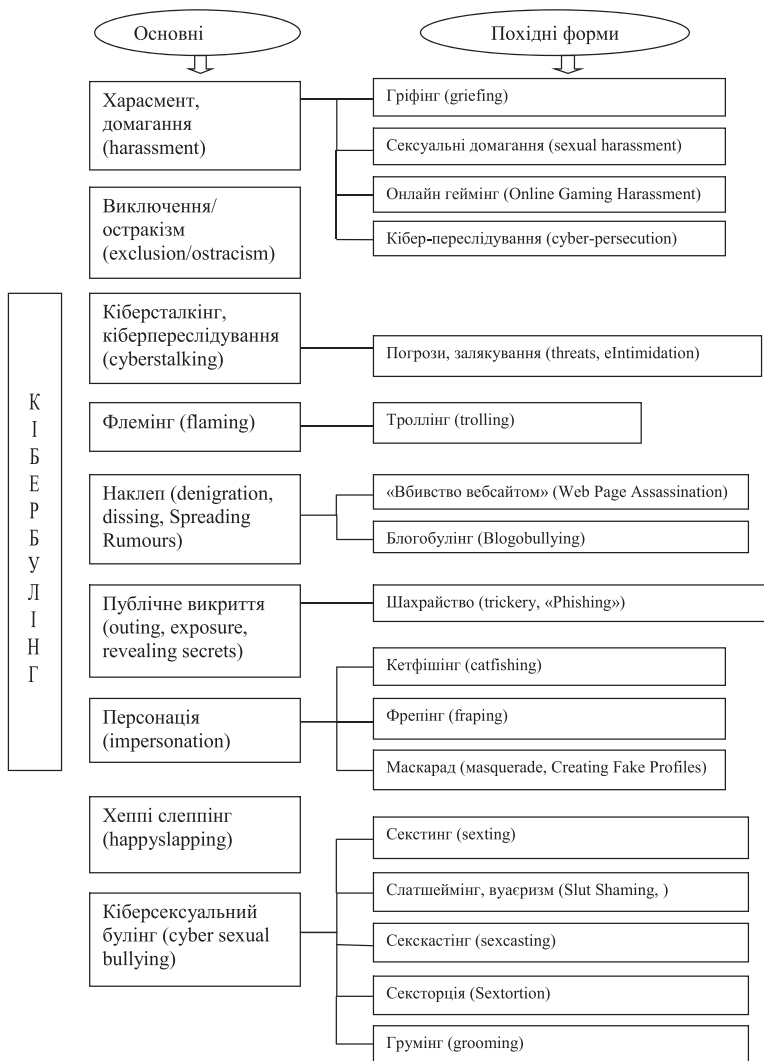 Основні
Похідні форми
Харасмент,
домагання
(harassment)
Гріфінг (griefing)
Сексуальні домагання (sexual harassment)
Онлайн геймінг (Online Gaming Harassment)
Кібер-переслідування (cyber-persecution)
Виключення/
остракізм
(exclusion/ostracism)
КІБЕРБУЛІНГ
Кіберсталкінг,
кіберпереслідування
(cyberstalking)
Погрози, залякування (threats, eIntimidation)
Флемінг (flaming)
Троллінг (trolling)
Наклеп (denigration,
dissing, Spreading
Rumours)
«Вбивство вебсайтом» (Web Page Assassination)
Блогобулінг (Blogobullying)
Публічне викриття
(outing, exposure,
revealing secrets)
Шахрайство (trickery, «Phishing»)
Персонація
(impersonation)
Кетфішінг (catfishing)
Фрепінг (fraping)
Маскарад (мasquerade, Creating Fake Profiles)
Хеппі слеппінг
(happyslapping)
Кіберсексуальний
булінг (cyber sexual
bullying)
Секстинг (sexting)
Слатшеймінг, вуаєризм (Slut Shaming, )
Секскастінг (sexcasting)
Сексторція (Sextortion)
Грумінг (grooming)